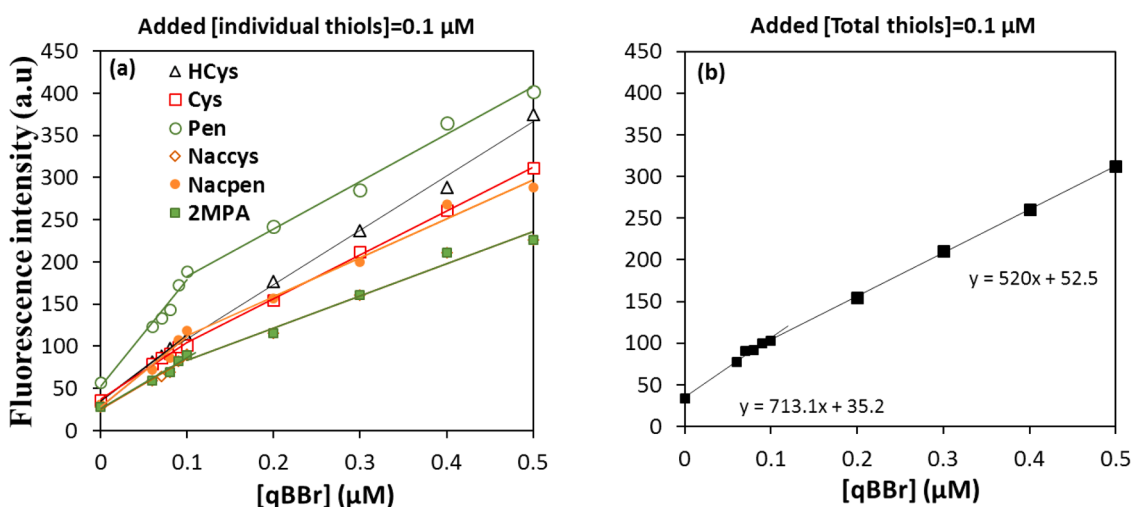 Added [individual thiols]=0.1 µM
Fluorescence intensity (a.u)
450
400
350
300
250
200
150
100
50
0
(a)
HCys
Cys
Pen
Naccys
Nacpen
2MPA
0 0.1 0.2 0.3 0.4 0.5
[qBBr] (µM)
Added [Total thiols]=0.1 µM
450
400
350
300
250
200
150
100
50
0
(b)
y = 520x + 52.5
y = 713.1x + 35.2
0 0.1 0.2 0.3 0.4 0.5
[qBBr] (µM)